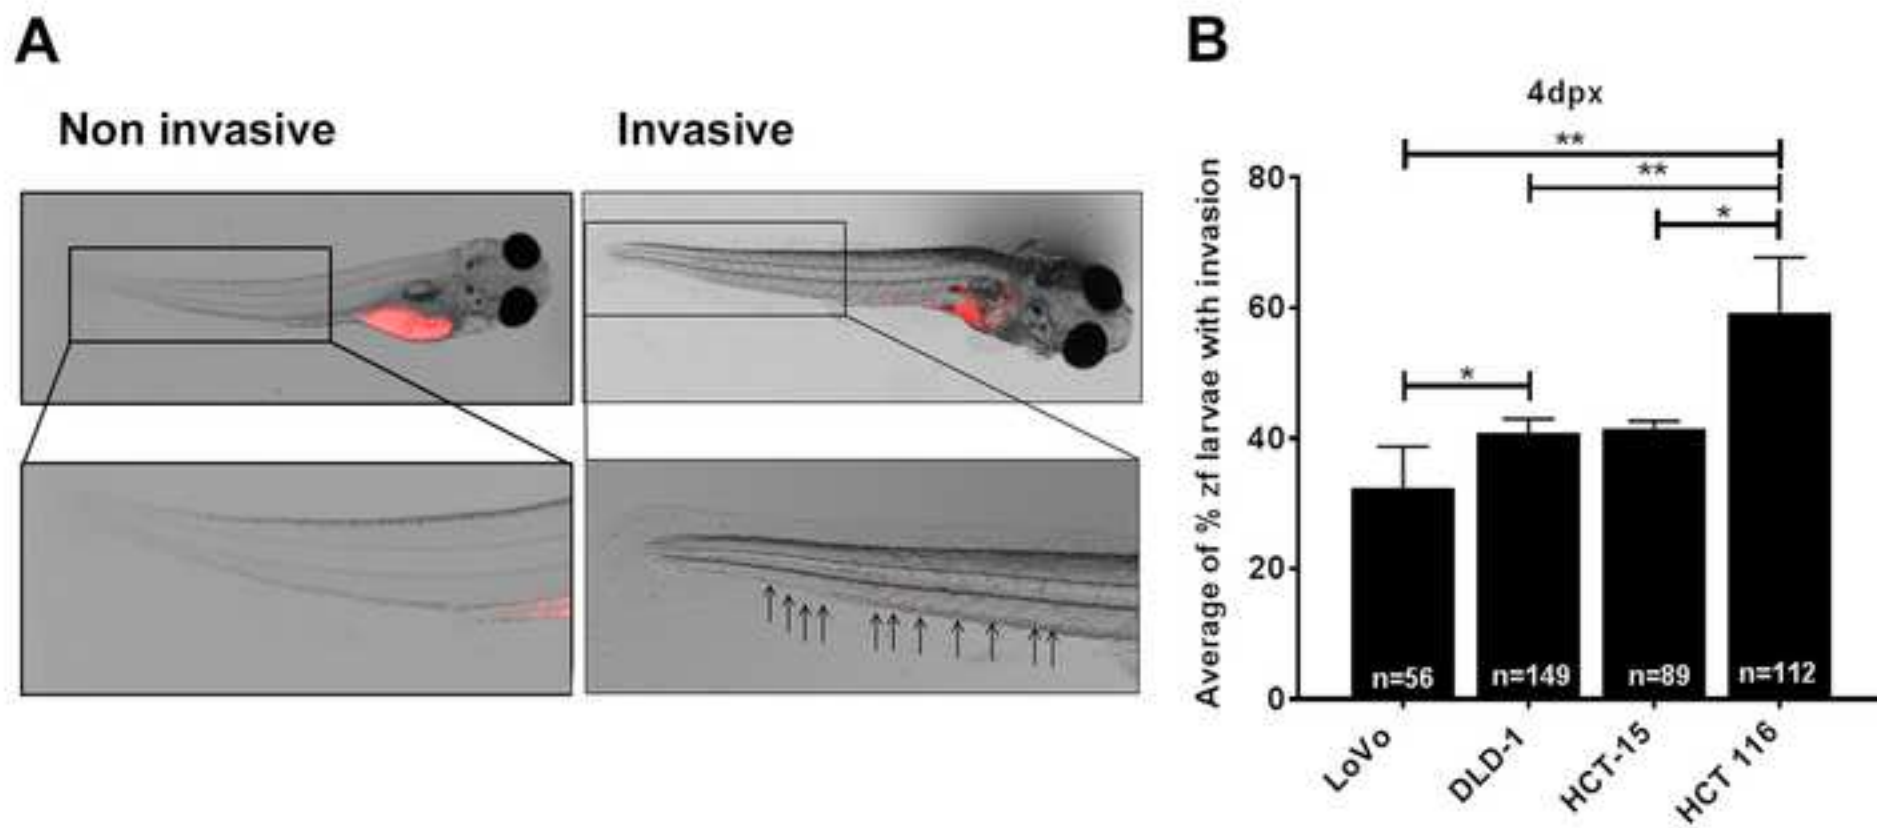 A
Non invasive
Invasive
B
4dpx
**
**
*
*
Average of % zf larvae with invasion
80
60
40
20
0
n=56
n=149
n=89
n=112
LoVo
DLD-1
HCT-15
HCT 116